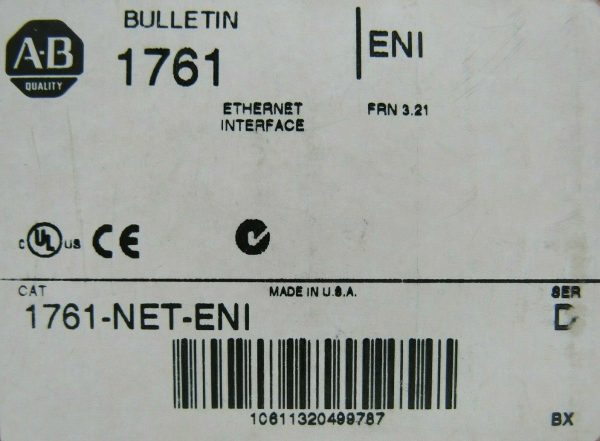 A-B
QUALITY
BULLETIN
1761
ENI
ETHERNET
INTERFACE
FRN 3.21
C UL US CE
CAT
MADE IN U.S.A.
SER
1761-NET-ENI
D
10611320499787
BX